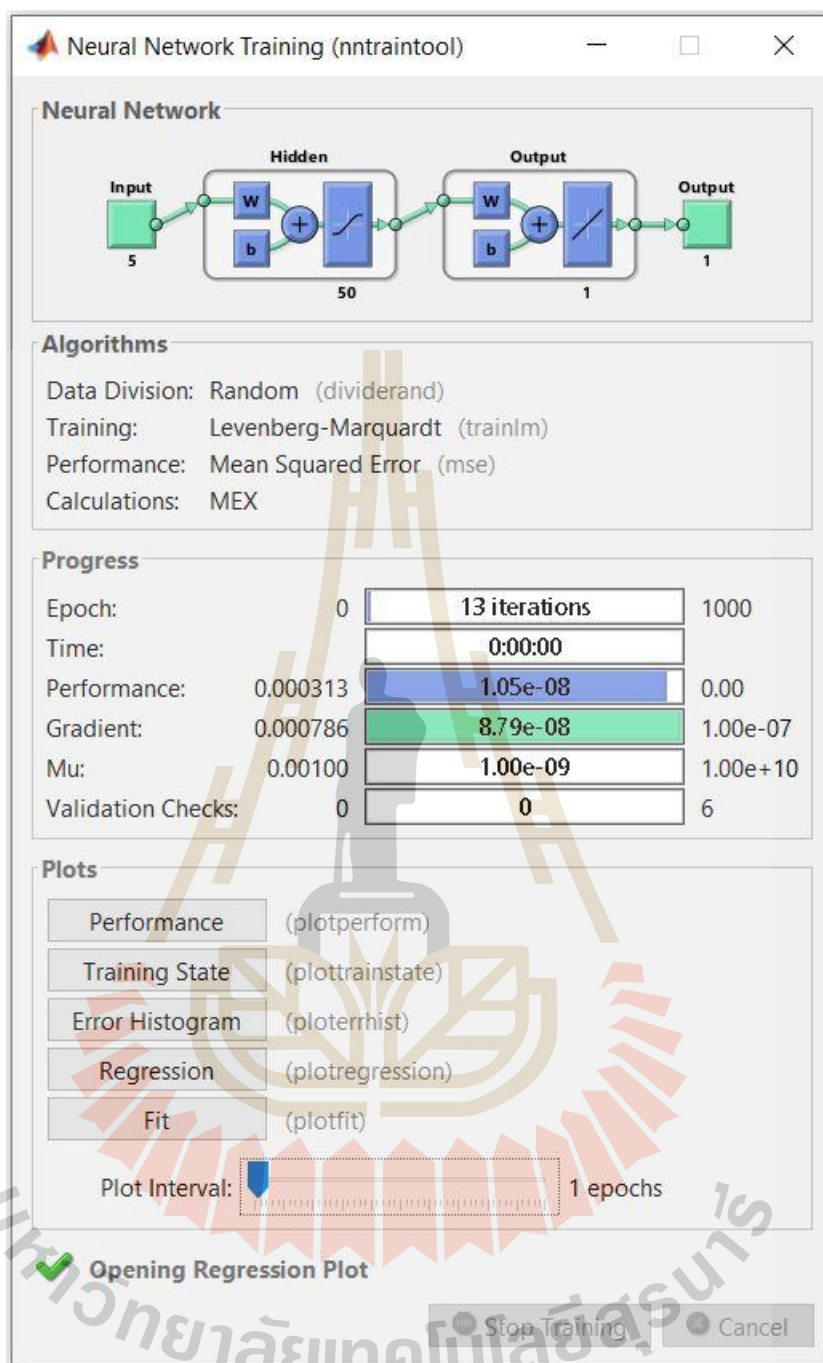 Neural Network Training (nntraintool)
Neural Network
Hidden
Output
Input
W
b
+
W
b
+
Output
5
50
1
1
Algorithms
Data Division: Random (dividerand)
Training: Levenberg-Marquardt (trainlm)
Performance: Mean Squared Error (mse)
Calculations: MEX
Progress
Epoch: 0 13 iterations 1000
Time: 0:00:00
Performance: 0.000313 1.05e-08 0.00
Gradient: 0.000786 8.79e-08 1.00e-07
Mu: 0.00100 1.00e-09 1.00e+10
Validation Checks: 0 0 6
Plots
Performance (plotperform)
Training State (plottrainstate)
Error Histogram (ploterrhist)
Regression (plotregression)
Fit (plotfit)
Plot Interval: 1 epochs
Opening Regression Plot
Stop Training Cancel